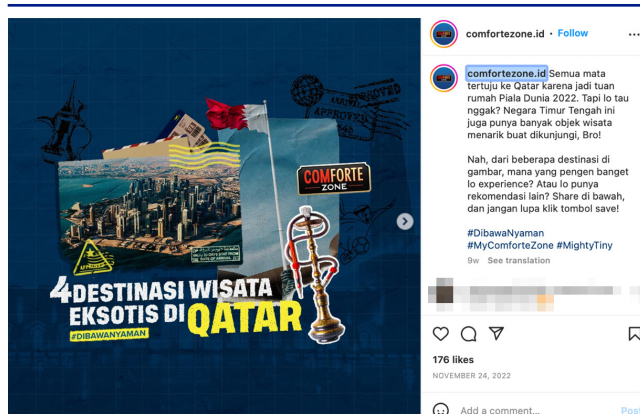 comfortezone.id • Follow
comfortezone.id Semua mata
tertuju ke Qatar karena jadi tuan
rumah Piala Dunia 2022. Tapi lo tau
nggak? Negara Timur Tengah ini
juga punya banyak objek wisata
menarik buat dikunjungi, Bro!
Nah, dari beberapa destinasi di
gambar, mana yang pengen banget
lo experience? Atau lo punya
rekomendasi lain? Share di bawah,
dan jangan lupa klik tombol save!
#DibawaNyaman
#MyComforteZone #MightyTiny
9w See translation
APPROVED
COMFORTE
ZONE
4 DESTINASI WISATA
EKSOTIS DI QATAR
#DIBAWANYAMAN
176 likes
NOVEMBER 24, 2022
Add a comment...
Post